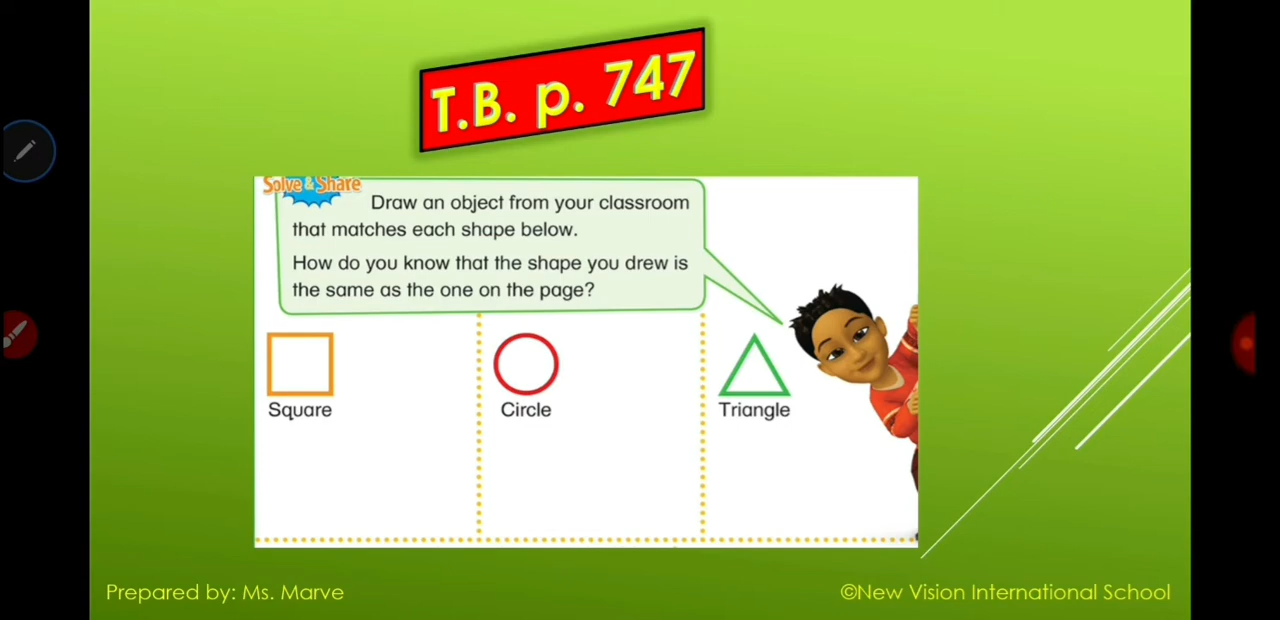 T.B. p. 747
Solve & Share
Draw an object from your classroom
that matches each shape below.
How do you know that the shape you drew is
the same as the one on the page?
Square
Circle
Triangle
Prepared by: Ms. Marve
©New Vision International School